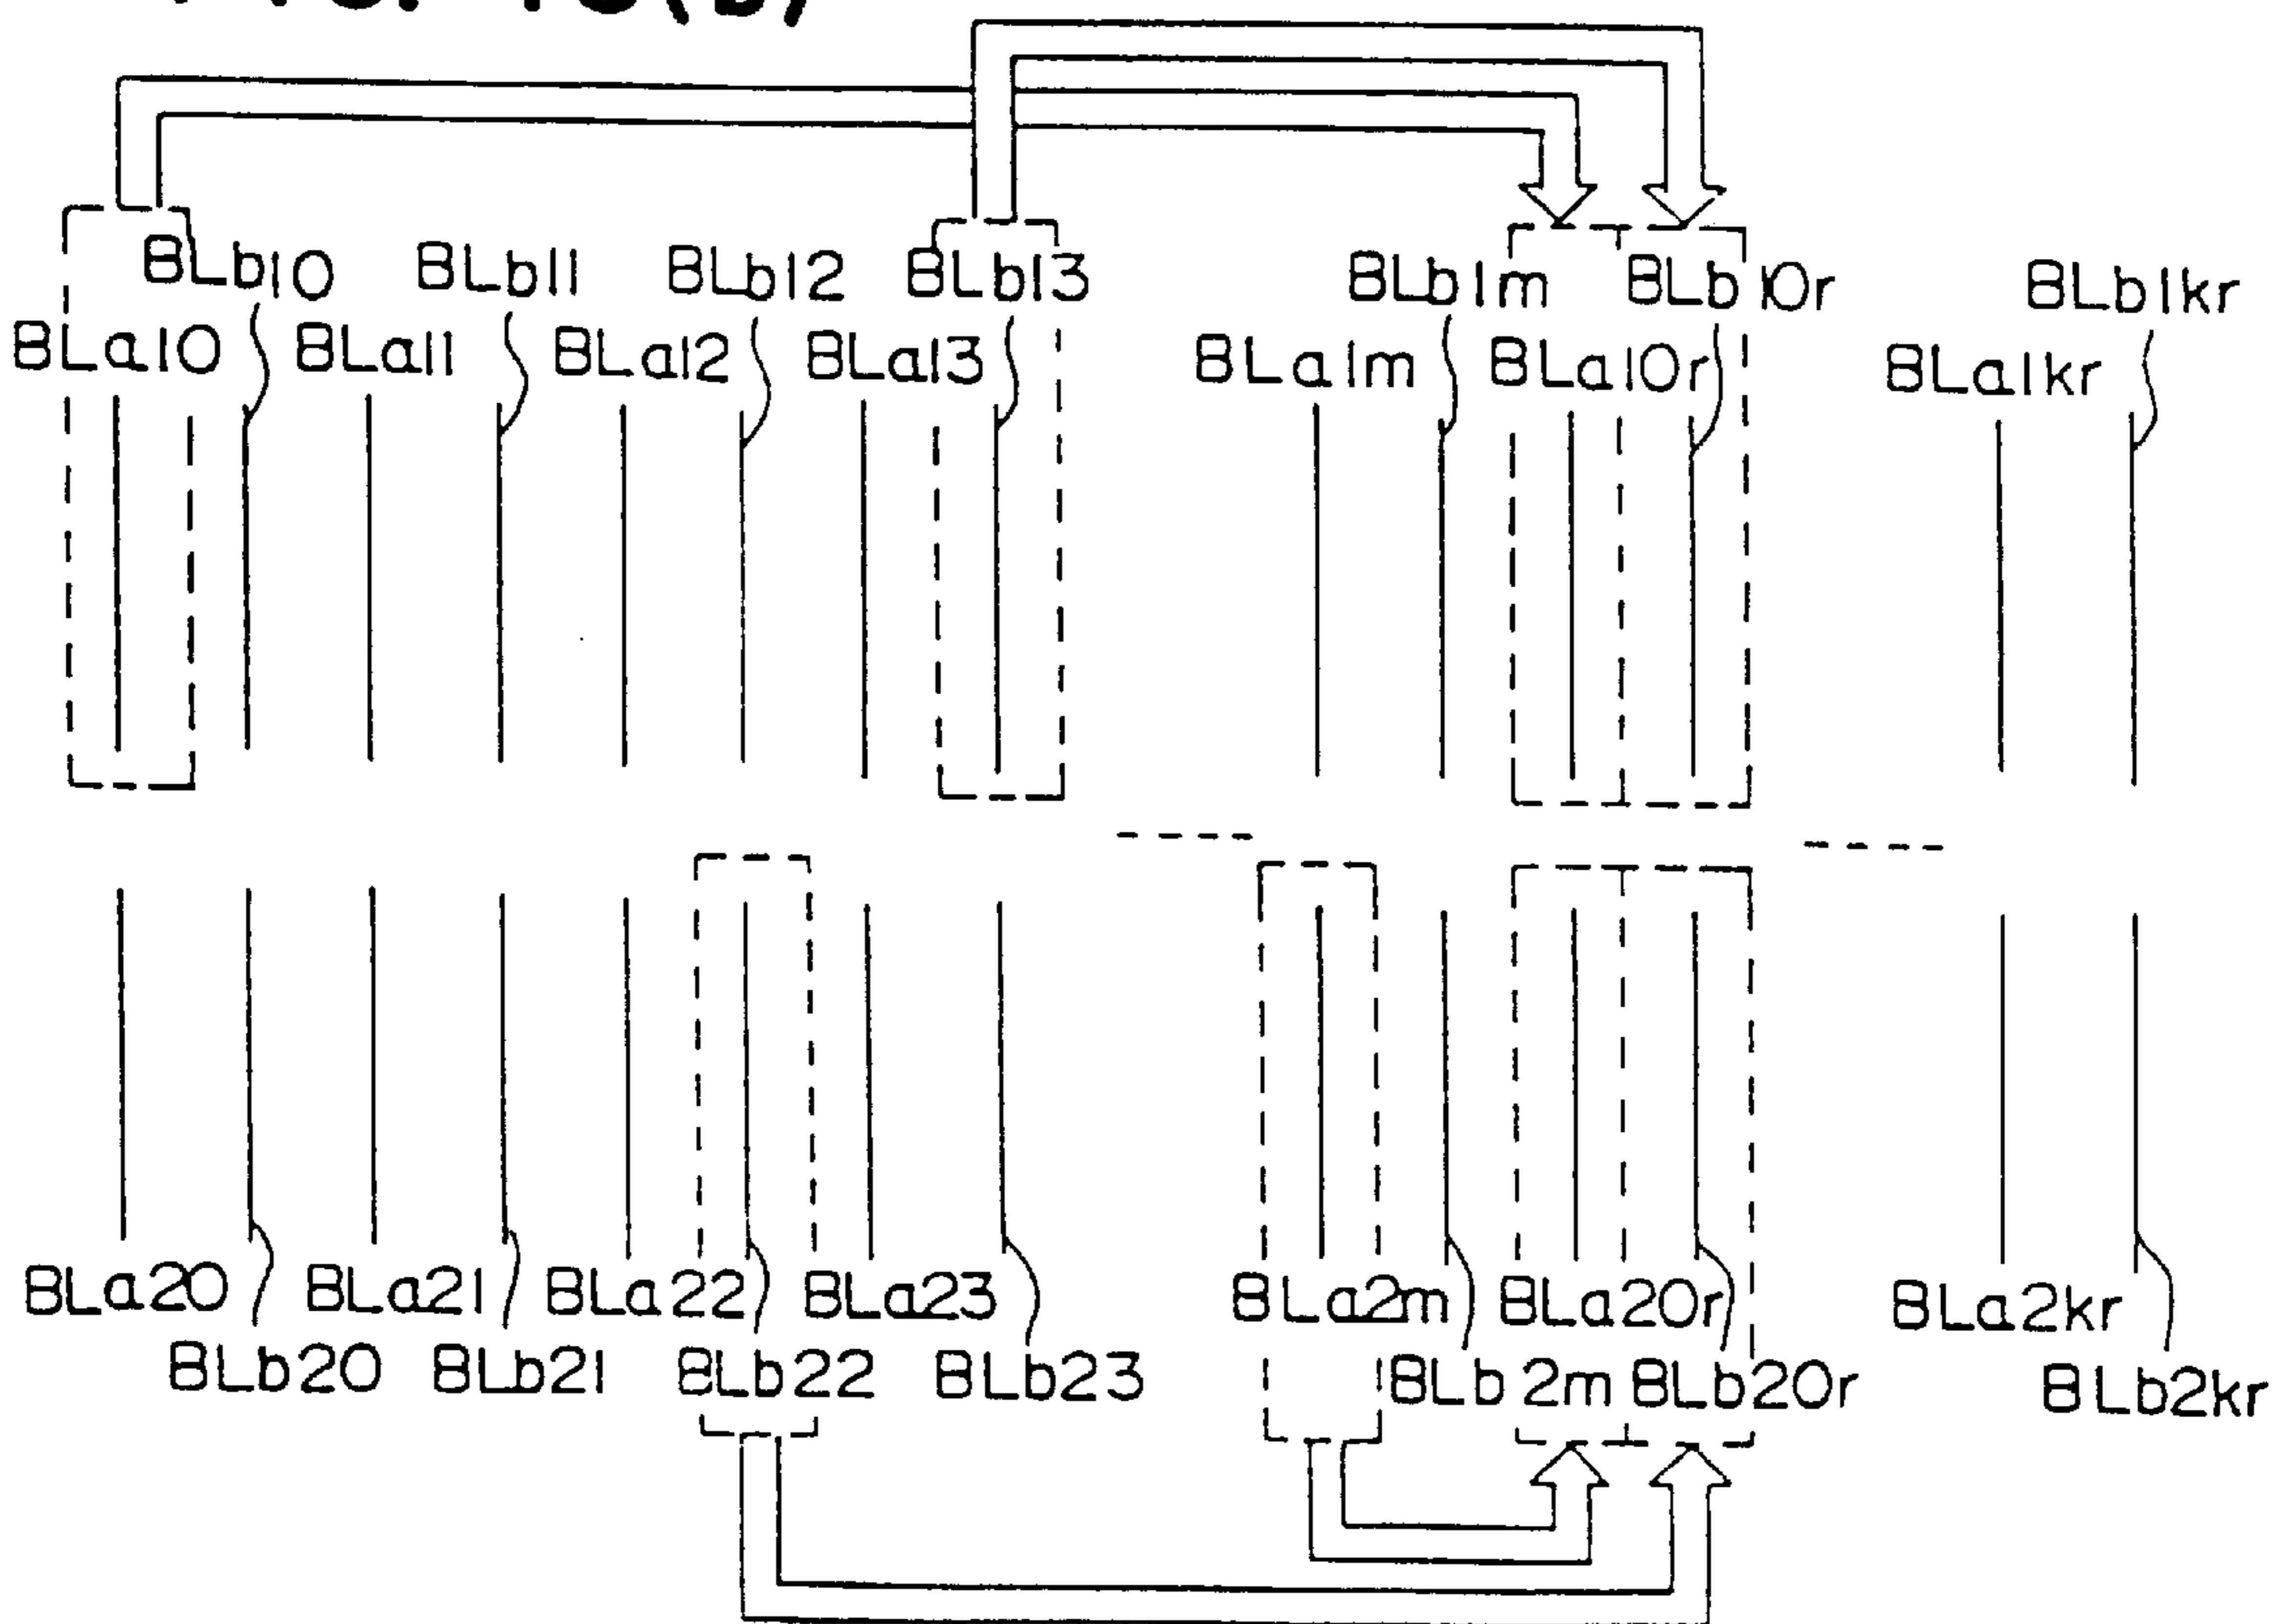 BLb10 BLb11 BLb12 BLb13 BLb1m BLb10r BLb1kr
BLa10 BLa11 BLa12 BLa13 BLa1m BLa10r BLa1kr
BLa20 BLa21 BLa22 BLa23 BLa2m BLa20r BLa2kr
BLb20 BLb21 BLb22 BLb23 BLb2m BLb20r BLb2kr